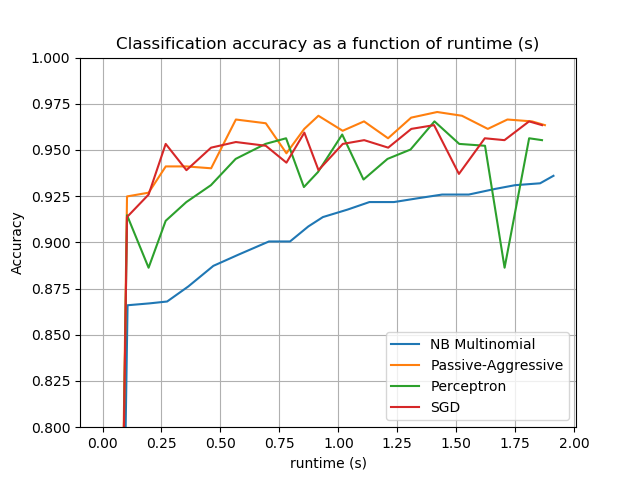 Classification accuracy as a function of runtime (s)
1.000
0.975
0.950
0.925
0.900
0.875
0.850
0.825
0.800
Accuracy
NB Multinomial
Passive-Aggressive
Perceptron
SGD
0.00 0.25 0.50 0.75 1.00 1.25 1.50 1.75 2.00
runtime (s)